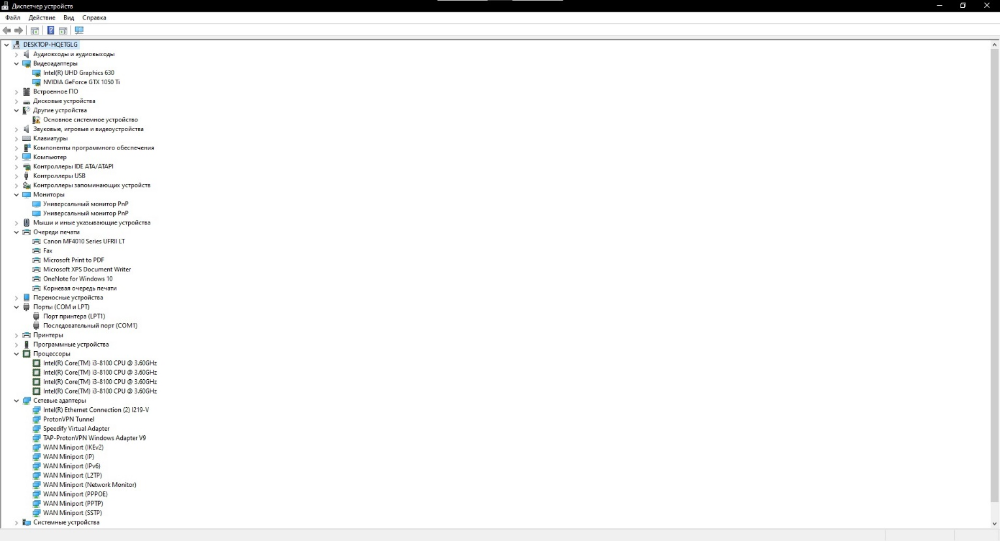 Диспетчер устройств
Файл Действие Вид Справка
DESKTOP-HQETGLG
Аудиовходы и аудиовыходы
Видеоадаптеры
Intel(R) UHD Graphics 630
NVIDIA GeForce GTX 1050 Ti
Встроенное ПО
Дисковые устройства
Другие устройства
Основное системное устройство
Звуковые, игровые и видеоустройства
Клавиатуры
Компоненты программного обеспечения
Компьютер
Контроллеры IDE ATA/ATAPI
Контроллеры USB
Контроллеры запоминающих устройств
Мониторы
Универсальный монитор PnP
Универсальный монитор PnP
Мыши и иные указывающие устройства
Очереди печати
Canon MF4010 Series UFRII LT
Fax
Microsoft Print to PDF
Microsoft XPS Document Writer
OneNote for Windows 10
Корневая очередь печати
Переносные устройства
Порты (COM и LPT)
Порт принтера (LPT1)
Последовательный порт (COM1)
Принтеры
Программные устройства
Процессоры
Intel(R) Core(TM) i3-8100 CPU @ 3.60GHz
Intel(R) Core(TM) i3-8100 CPU @ 3.60GHz
Intel(R) Core(TM) i3-8100 CPU @ 3.60GHz
Intel(R) Core(TM) i3-8100 CPU @ 3.60GHz
Сетевые адаптеры
Intel(R) Ethernet Connection (2) I219-V
ProtonVPN Tunnel
Speedify Virtual Adapter
TAP-ProtonVPN Windows Adapter V9
WAN Miniport (IKEv2)
WAN Miniport (IP)
WAN Miniport (IPv6)
WAN Miniport (L2TP)
WAN Miniport (Network Monitor)
WAN Miniport (PPPOE)
WAN Miniport (PPTP)
WAN Miniport (SSTP)
Системные устройства